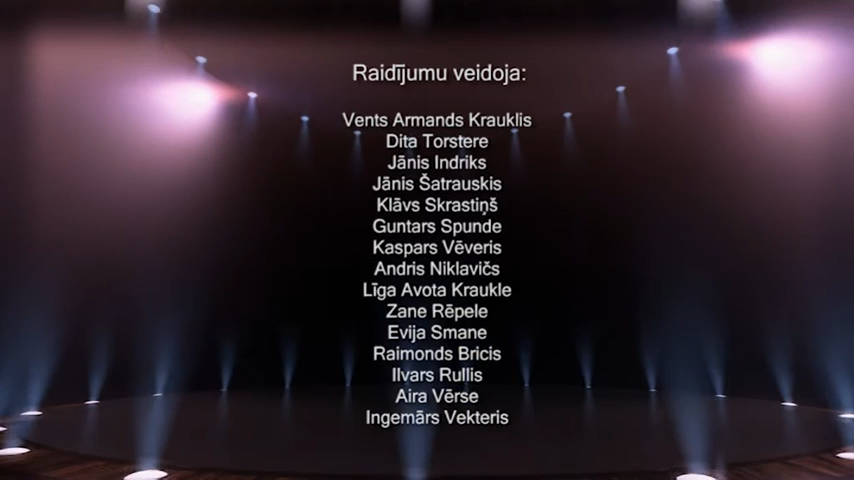 Raidījumu veidoja:
Vents Armands Krauklis
Dita Torstere
Jānis Indriks
Jānis Šatrauskis
Klāvs Skrastiņš
Guntars Spunde
Kaspars Vēveris
Andris Niklavičs
Līga Avota Kraukle
Zane Rēpele
Evija Smane
Raimonds Bricis
Ilvars Rullis
Aira Vērse
Ingemārs Vekteris